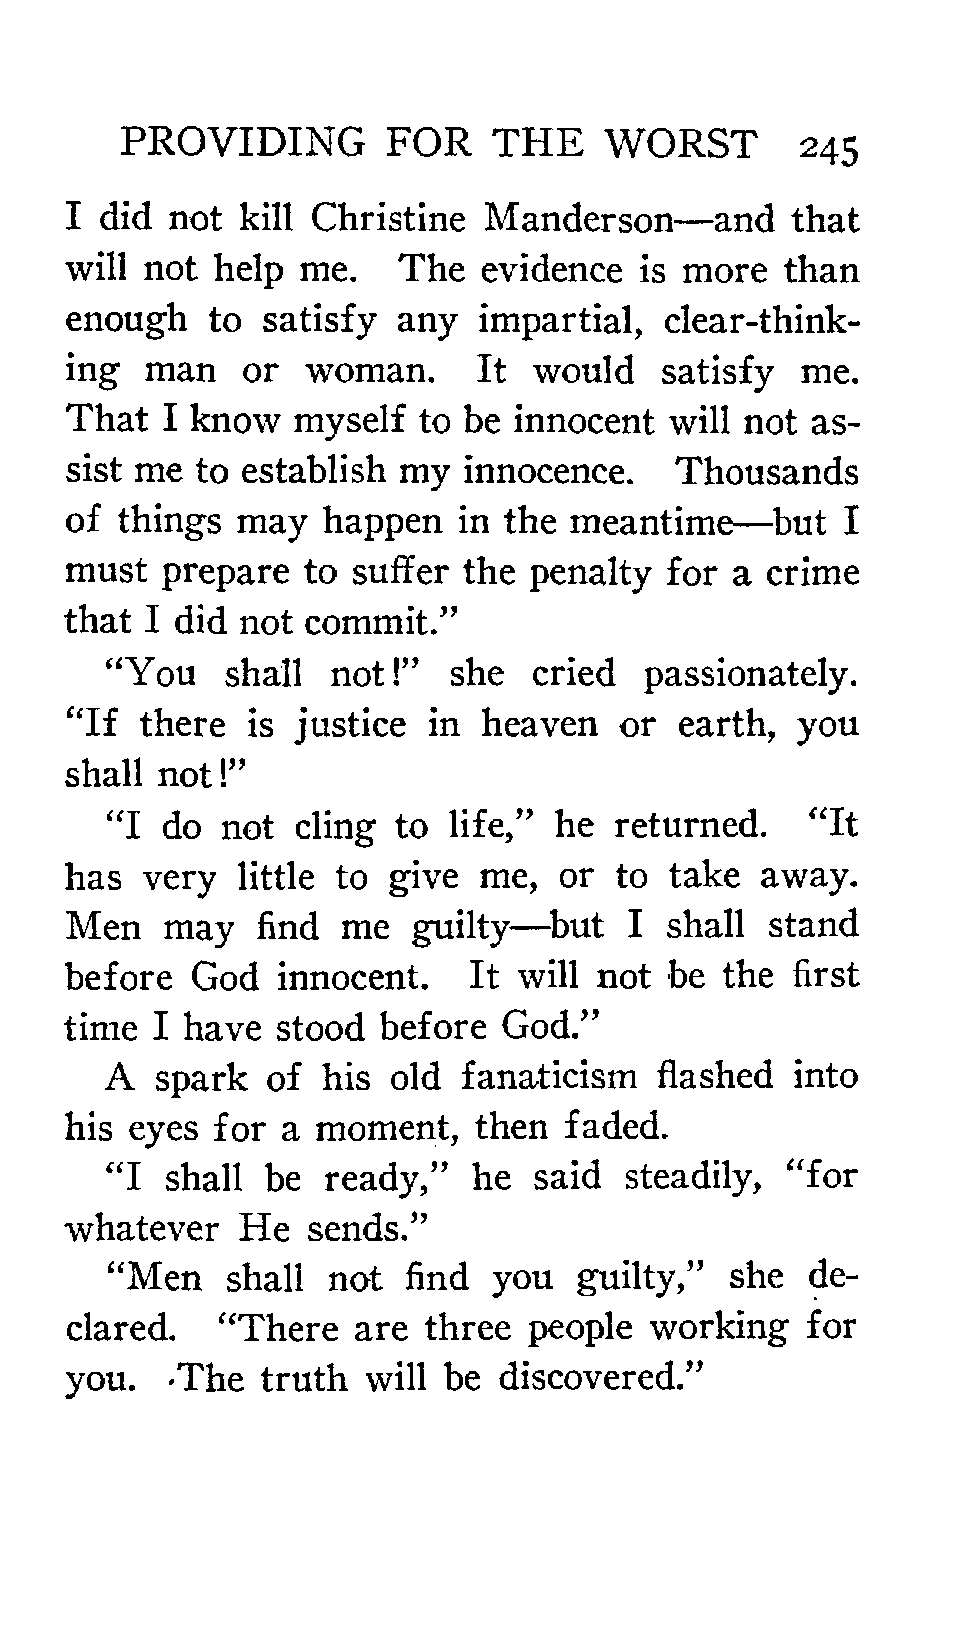 PROVIDING FOR THE WORST 245
I did not kill Christine Manderson—and that
will not help me. The evidence is more than
enough to satisfy any impartial, clear-think-
ing man or woman. It would satisfy me.
That I know myself to be innocent will not as-
sist me to establish my innocence. Thousands
of things may happen in the meantime—but I
must prepare to suffer the penalty for a crime
that I did not commit.”
“You shall not!” she cried passionately.
“If there is justice in heaven or earth, you
shall not!”
“I do not cling to life,” he returned. “It
has very little to give me, or to take away.
Men may find me guilty—but I shall stand
before God innocent. It will not be the first
time I have stood before God.”
A spark of his old fanaticism flashed into
his eyes for a moment, then faded.
“I shall be ready,” he said steadily, “for
whatever He sends.”
“Men shall not find you guilty,” she de-
clared. “There are three people working for
you. The truth will be discovered.”